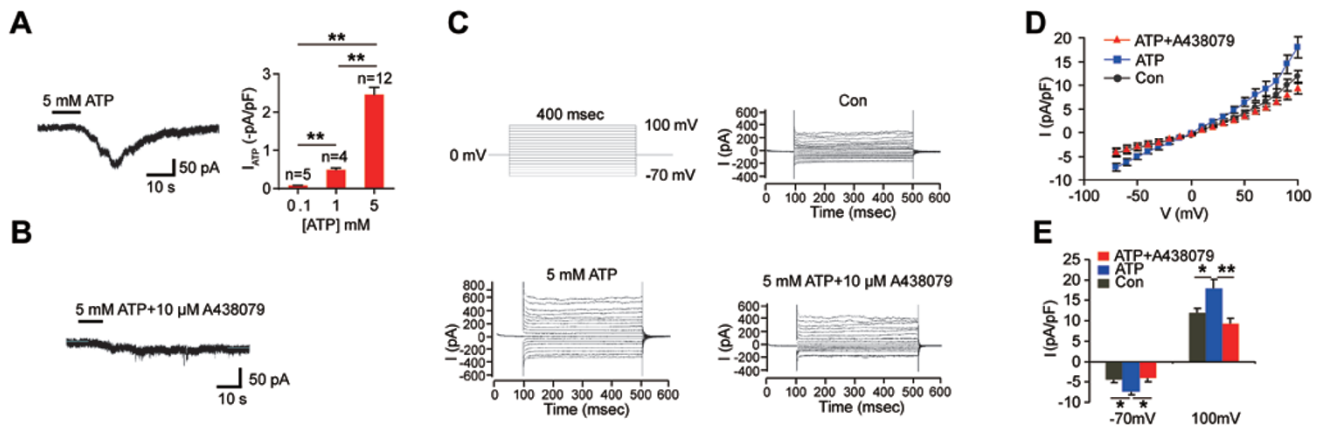 A
5 mM ATP
50 pA
10 s
I_ATP (-pA/pF)
3
2
1
0
**
**
**
n=5
n=4
n=12
0.1 1 5
[ATP] mM
B
5 mM ATP+10 µM A438079
50 pA
10 s
C
400 msec
100 mV
0 mV
-70 mV
Con
I (pA)
600
400
200
0
-200
-400
0 100 200 300 400 500 600
Time (msec)
5 mM ATP
I (pA)
800
600
400
200
0
-200
-400
-600
0 100 200 300 400 500 600
Time (msec)
5 mM ATP+10 µM A438079
I (pA)
600
400
200
0
-200
-400
0 100 200 300 400 500 600
Time (msec)
D
ATP+A438079
ATP
Con
I (pA/pF)
20
15
10
5
0
-5
-10
-100 -50 0 50 100
V (mV)
E
ATP+A438079
ATP
Con
I(pA/pF)
25
20
15
10
5
0
-5
-10
* **
* *
-70mV 100mV